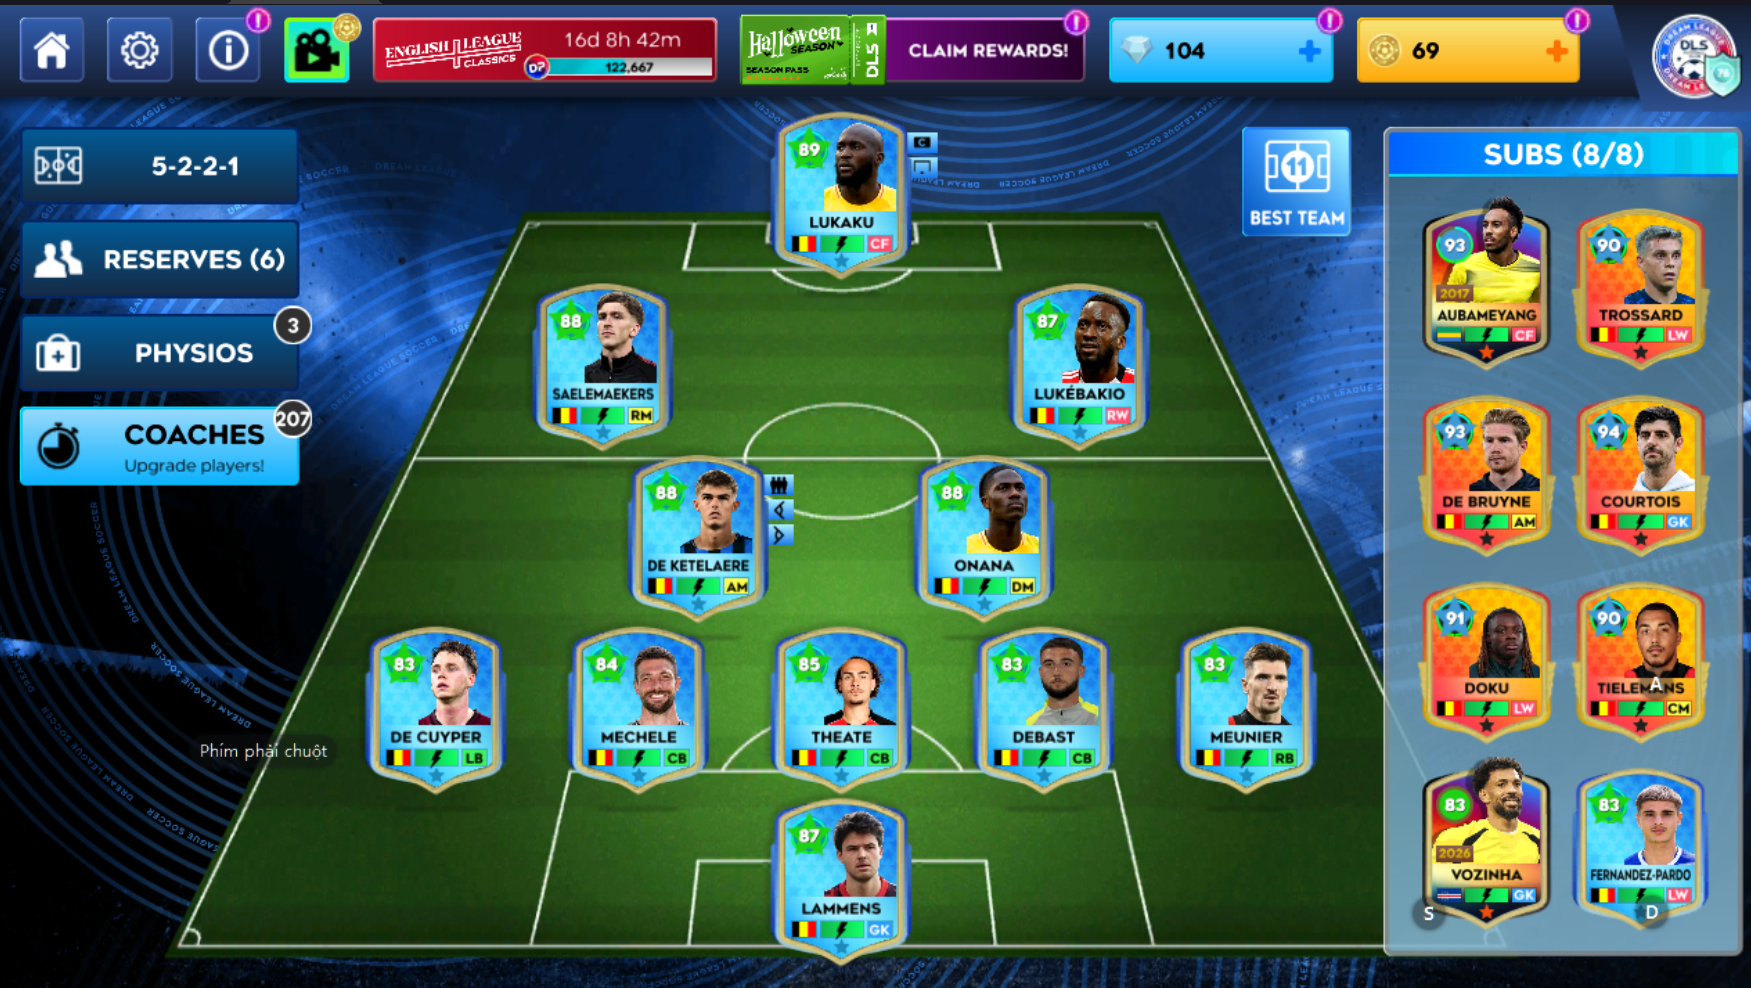 ENGLISH LEAGUE
CLASSICS
16d 8h 42m
DP
122,667
Halloween
SEASON
SEASON PASS
DLS
CLAIM REWARDS!
104
69
DLS
76
5-2-2-1
RESERVES (6)
PHYSIOS
3
COACHES
207
Upgrade players!
BEST TEAM
11
SUBS (8/8)
89
C
LUKAKU
CF
88
SAELEMAEKERS
RM
87
LUKÉBAKIO
RW
88
DE KETELAERE
AM
88
ONANA
DM
83
DE CUYPER
LB
84
MECHELE
CB
85
THEATE
CB
83
DEBAST
CB
83
MEUNIER
RB
87
LAMMENS
GK
93
2017
AUBAMEYANG
CF
90
TROSSARD
LW
93
DE BRUYNE
AM
94
COURTOIS
GK
91
DOKU
LW
90
TIELEMANS
CM
A
83
2026
VOZINHA
GK
S
83
FERNANDEZ-PARDO
LW
D
Phím phải chuột